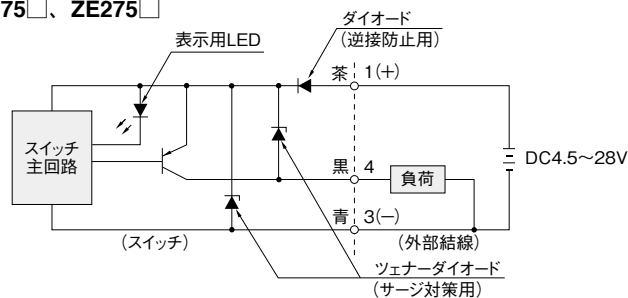 75□、ZE275□
ダイオード
(逆接防止用)
表示用LED
茶 1(+)
スイッチ
主回路
DC4.5～28V
黒 4
負荷
青 3(−)
(スイッチ)
(外部結線)
ツェナーダイオード
(サージ対策用)